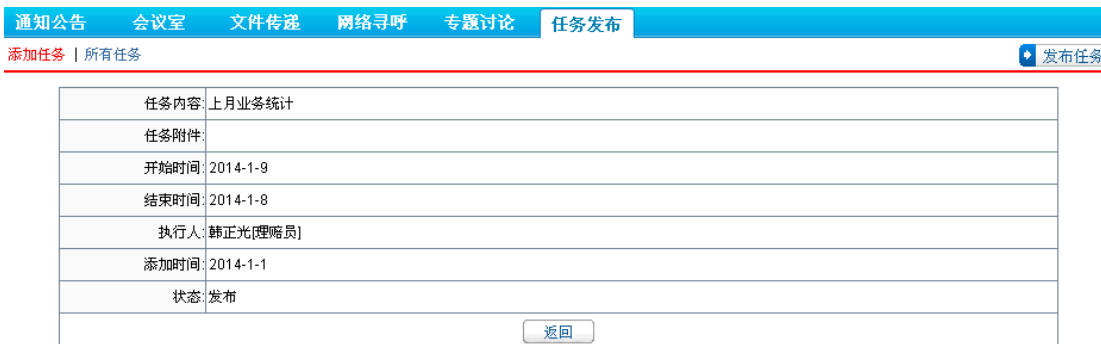 通知公告 会议室 文件传递 网络寻呼 专题讨论 任务发布
添加任务 | 所有任务 发布任务
任务内容: 上月业务统计
任务附件:
开始时间: 2014-1-9
结束时间: 2014-1-8
执行人: 韩正光[理赔员]
添加时间: 2014-1-1
状态: 发布
返回